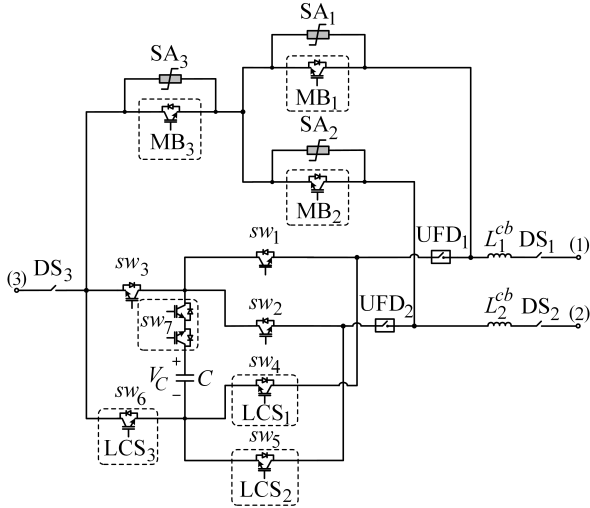 SA₁
SA₃
MB₁
SA₂
MB₃
MB₂
sw₁
UFD₁
L₁ᶜᵇ DS₁ (1)
(3) DS₃
sw₃
sw₂
UFD₂
L₂ᶜᵇ DS₂ (2)
sw₇
+
V_C C
−
sw₄
LCS₁
sw₆
LCS₃
sw₅
LCS₂